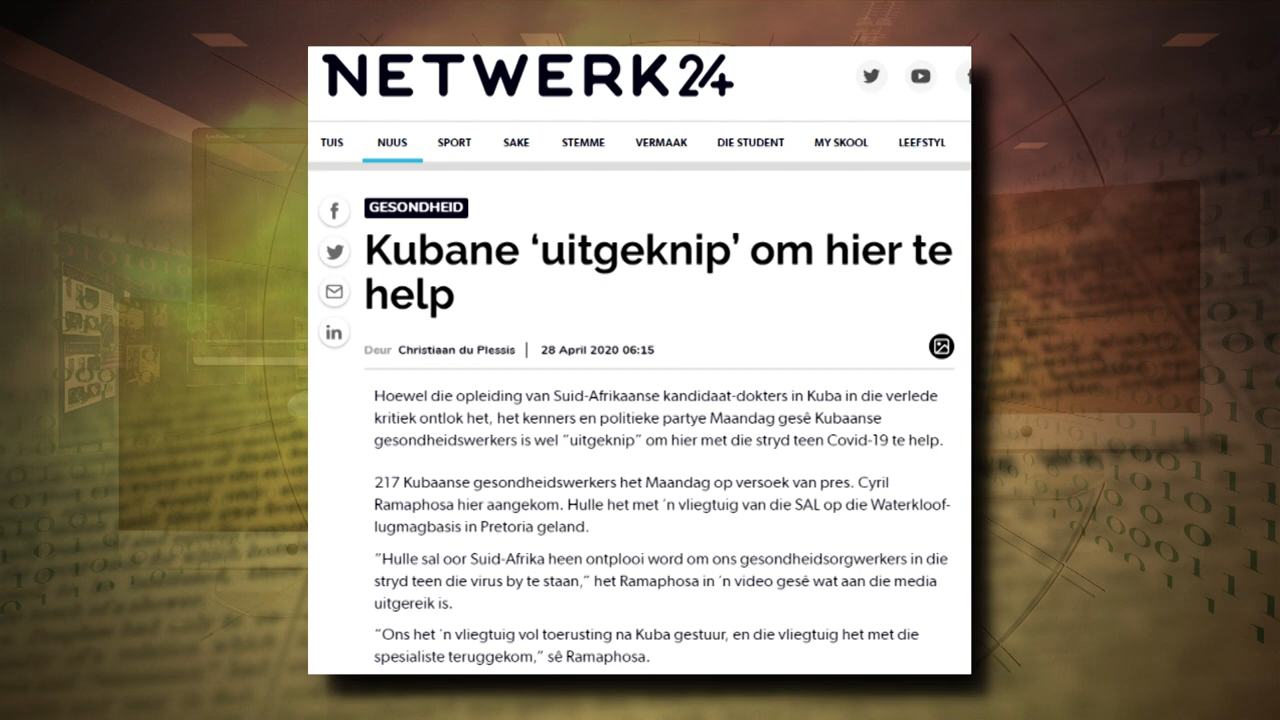 NETWERK24
TUIS NUUS SPORT SAKE STEMME VERMAAK DIE STUDENT MY SKOOL LEEFSTYL
GESONDHEID
Kubane ‘uitgeknip’ om hier te
help
Deur Christiaan du Plessis | 28 April 2020 06:15
Hoewel die opleiding van Suid-Afrikaanse kandidaat-dokters in Kuba in die verlede
kritiek ontlok het, het kenners en politieke partye Maandag gesê Kubaanse
gesondheidswerkers is wel “uitgeknip” om hier met die stryd teen Covid-19 te help.
217 Kubaanse gesondheidswerkers het Maandag op versoek van pres. Cyril
Ramaphosa hier aangekom. Hulle het met ’n vliegtuig van die SAL op die Waterkloof-
lugmagbasis in Pretoria geland.
“Hulle sal oor Suid-Afrika heen ontplooi word om ons gesondheidsorgwerkers in die
stryd teen die virus by te staan,” het Ramaphosa in ’n video gesê wat aan die media
uitgereik is.
“Ons het ’n vliegtuig vol toerusting na Kuba gestuur, en die vliegtuig het met die
spesialiste teruggekom,” sê Ramaphosa.